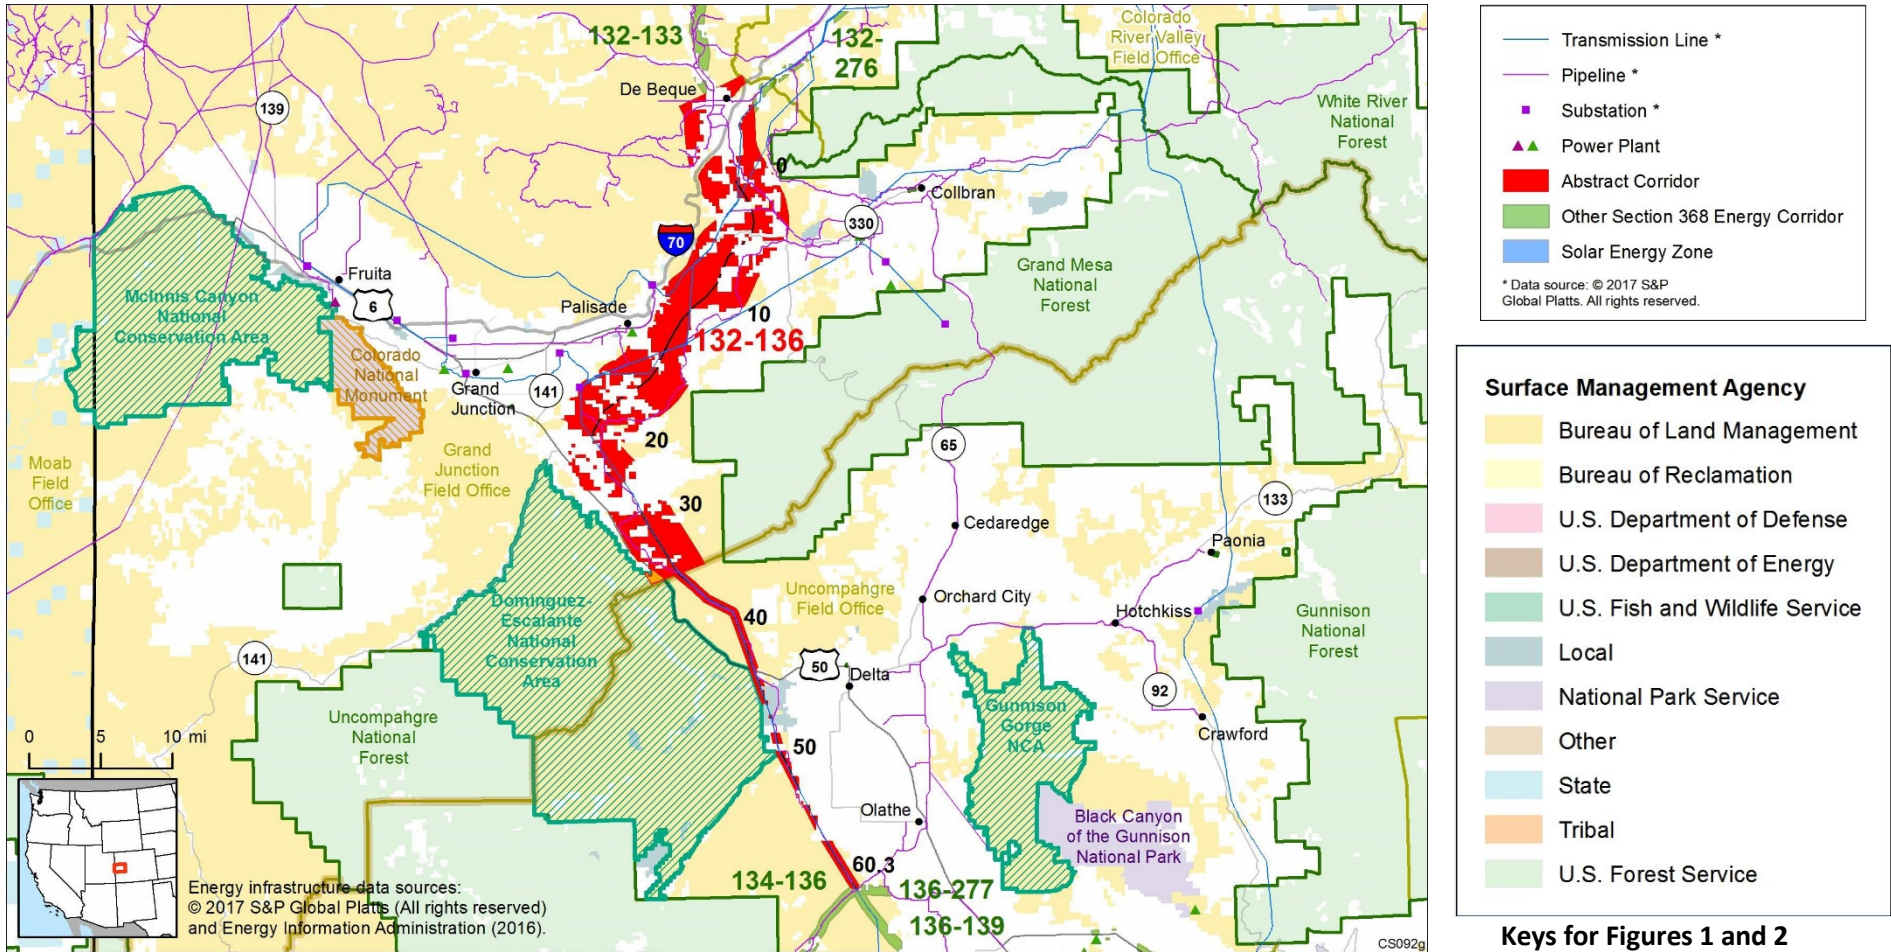 132-133
132-
276
Colorado
River Valley
Field Office
De Beque
139
White River
National
Forest
0
Collbran
330
70
Grand Mesa
National
Forest
Fruita
McInnis Canyon
National
Conservation Area
6
Palisade
10
132-136
Colorado
National
Monument
Grand
Junction
141
20
65
Moab
Field
Office
Grand
Junction
Field Office
30
133
Cedaredge
Paonia
Uncompahgre
Field Office
Orchard City
Hotchkiss
Dominguez-
Escalante
National
Conservation
Area
40
Gunnison
National
Forest
141
50
Delta
92
Gunnison
Gorge
NCA
Crawford
Uncompahgre
National
Forest
0 5 10 mi
50
Olathe
Black Canyon
of the Gunnison
National Park
60.3
134-136
136-277
136-139
Energy infrastructure data sources:
© 2017 S&P Global Platts (All rights reserved)
and Energy Information Administration (2016).
CS092g
Transmission Line *
Pipeline *
Substation *
Power Plant
Abstract Corridor
Other Section 368 Energy Corridor
Solar Energy Zone
* Data source: © 2017 S&P
Global Platts. All rights reserved.
Surface Management Agency
Bureau of Land Management
Bureau of Reclamation
U.S. Department of Defense
U.S. Department of Energy
U.S. Fish and Wildlife Service
Local
National Park Service
Other
State
Tribal
U.S. Forest Service
Keys for Figures 1 and 2